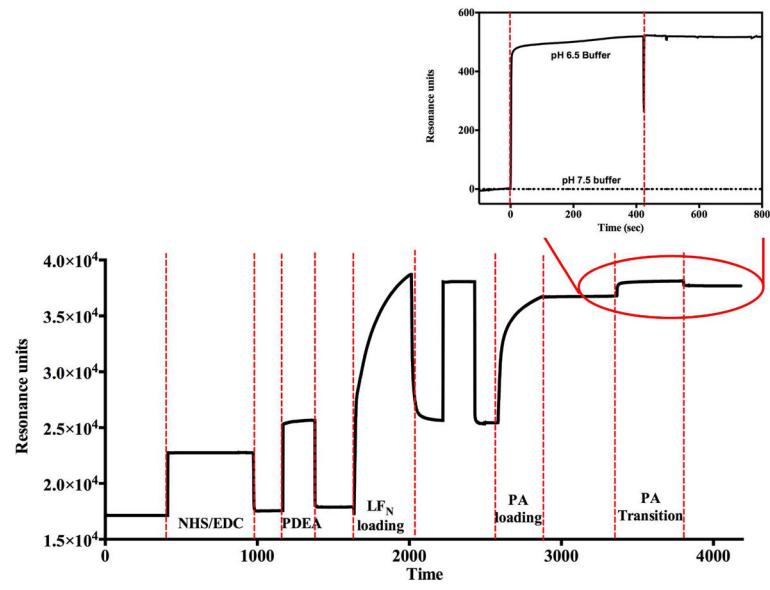 600
400
200
0
Resonance units
pH 6.5 Buffer
pH 7.5 buffer
0 200 400 600 800
Time (sec)
4.0×10⁴
3.5×10⁴
3.0×10⁴
2.5×10⁴
2.0×10⁴
1.5×10⁴
Resonance units
NHS/EDC
PDEA
LF_N
loading
PA
loading
PA
Transition
0 1000 2000 3000 4000
Time